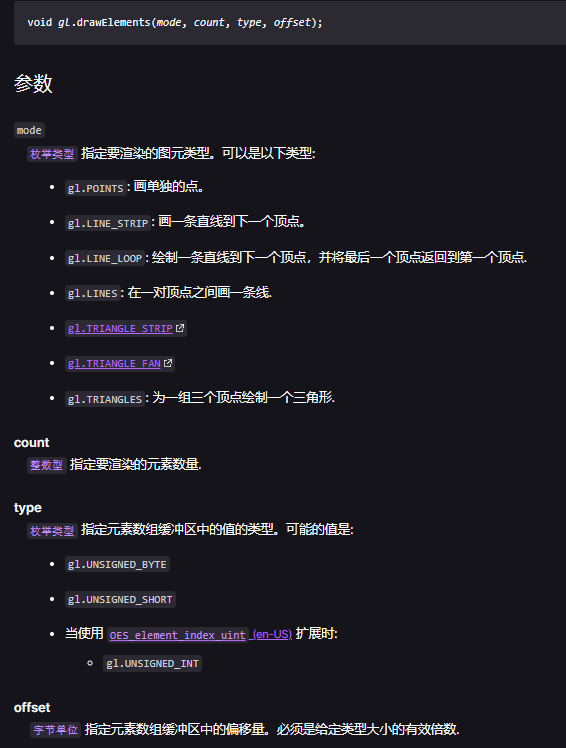 void gl.drawElements(mode, count, type, offset);
参数
mode
枚举类型 指定要渲染的图元类型。可以是以下类型:
gl.POINTS: 画单独的点。
gl.LINE_STRIP: 画一条直线到下一个顶点。
gl.LINE_LOOP: 绘制一条直线到下一个顶点，并将最后一个顶点返回到第一个顶点.
gl.LINES: 在一对顶点之间画一条线.
gl.TRIANGLE_STRIP
gl.TRIANGLE_FAN
gl.TRIANGLES: 为一组三个顶点绘制一个三角形.
count
整数型 指定要渲染的元素数量.
type
枚举类型 指定元素数组缓冲区中的值的类型。可能的值是:
gl.UNSIGNED_BYTE
gl.UNSIGNED_SHORT
当使用 OES_element_index_uint (en-US) 扩展时:
gl.UNSIGNED_INT
offset
字节单位 指定元素数组缓冲区中的偏移量。必须是给定类型大小的有效倍数.